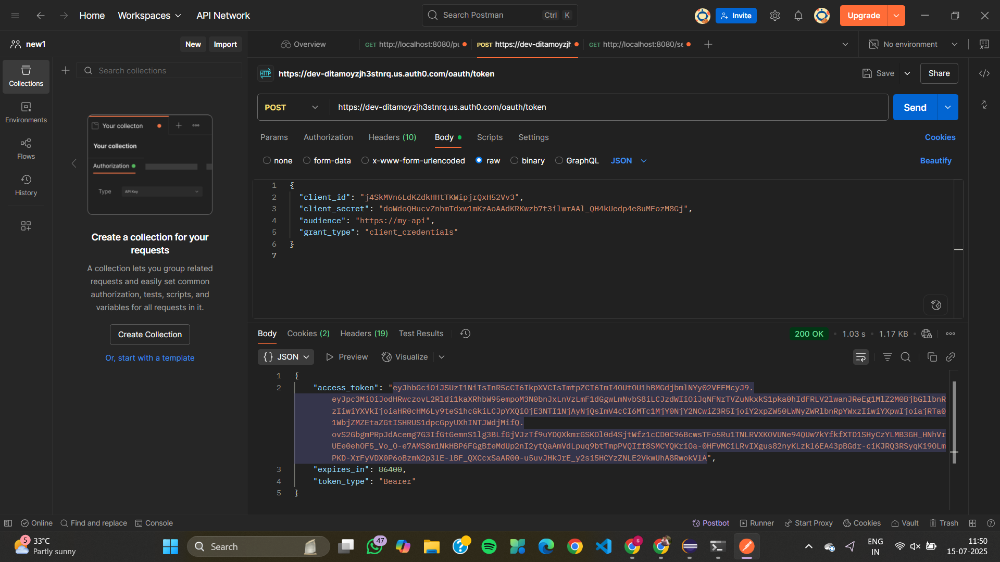 Home
Workspaces
API Network
Search Postman
Ctrl
K
Invite
Upgrade
new1
New
Import
Overview
GET http://localhost:8080/pu
POST https://dev-ditamoyzjh
GET http://localhost:8080/se
No environment
Collections
Environments
Flows
History
Search collections
Your collecton
Your collection
Authorization
Type
API Key
Create a collection for your
requests
A collection lets you group related
requests and easily set common
authorization, tests, scripts, and
variables for all requests in it.
Create Collection
Or, start with a template
HTTP
https://dev-ditamoyzjh3stnrq.us.auth0.com/oauth/token
Save
Share
POST
https://dev-ditamoyzjh3stnrq.us.auth0.com/oauth/token
Send
Params
Authorization
Headers (10)
Body
Scripts
Settings
Cookies
none
form-data
x-www-form-urlencoded
raw
binary
GraphQL
JSON
Beautify
1 {
2 "client_id": "j4SkMVn6LdKZdkHHtTKWipjrQxH52Vv3",
3 "client_secret": "doWdoQHucvZnhmTdxw1mKzAoAAdKRKwzb7t3ilwrAAl_QH4kUedp4e8uMEozM8Gj",
4 "audience": "https://my-api",
5 "grant_type": "client_credentials"
6 }
7
Body
Cookies (2)
Headers (19)
Test Results
200 OK
1.03 s
1.17 KB
{} JSON
Preview
Visualize
1 {
2 "access_token": "eyJhbGciOiJSUzI1NiIsInR5cCI6IkpXVCIsImtpZCI6ImI4OUtOU1hBMGdjbmlNYy02VEFMcyJ9.
eyJpc3MiOiJodHRwczovL2Rldi1kaXRhbW95empoM3N0bnJxLnVzLmF1dGgwLmNvbS8iLCJzdWIiOiJqNFNrTVZuNkxkS1pka0hIdFRLV2lwanJReEg1MlZ2M0BjbGllbnR
zIiwiYXVkIjoiaHR0cHM6Ly9teS1hcGkiLCJpYXQiOjE3NTI1NjAyNjQsImV4cCI6MTc1MjY0NjY2NCwiZ3R5IjoiY2xpZW50LWNyZWRlbnRpYWxzIiwiYXpwIjoiajRTa0
1WbjZMZEtaZGtISHRUS1dpcGpyUXhINTJWdjMifQ.
ovS2GbgmPRpJdAcemg7G3IfGtGemnS1lg3BLfGjVJzTf9uYDQXkmrGSKOl0d4SjtWfz1cCD0C96BcwsTFo5Ru1TNLRVXKOVUNe94QUw7kYfkfXTD1SHyCzYLMB3GH_HNhVr
UEe0ehOF5_Vo_O-e7AMS8m1NkHBP6FGgBfeMdUp2nI2ytQaAmVdLpuq9btTmpPVQIff8SMCYQKriOa-0HFVMCiLRvIXgus82nyKLzkl6EA43pBGdr-ciKJRQ3RSyqKi9OLm
PKD-XrFyVDX0P6oBzmN2p3lE-lBF_QXCcxSaAR00-u5uvJHkJrE_y2si5HCYzZNLE2VkwUhA8RwokVlA",
3 "expires_in": 86400,
4 "token_type": "Bearer"
5 }
Online
Find and replace
Console
Postbot
Runner
Start Proxy
Cookies
Vault
Trash
5
33°C
Partly sunny
Search
47
ENG
IN
11:50
15-07-2025